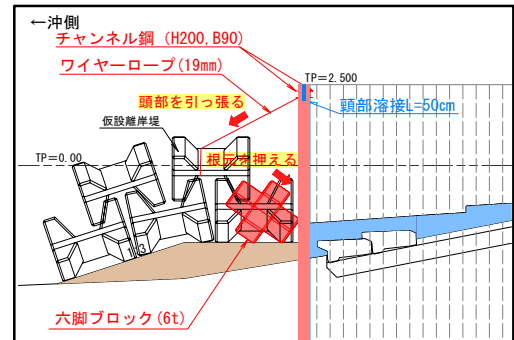 ←沖側
チャンネル鋼(H200,B90)
ワイヤーロープ(19mm)
TP=2.500
頭部を引っ張る
頭部溶接L=50cm
仮設離岸堤
TP=0.00
根元を押える
1:3
六脚ブロック(6t)